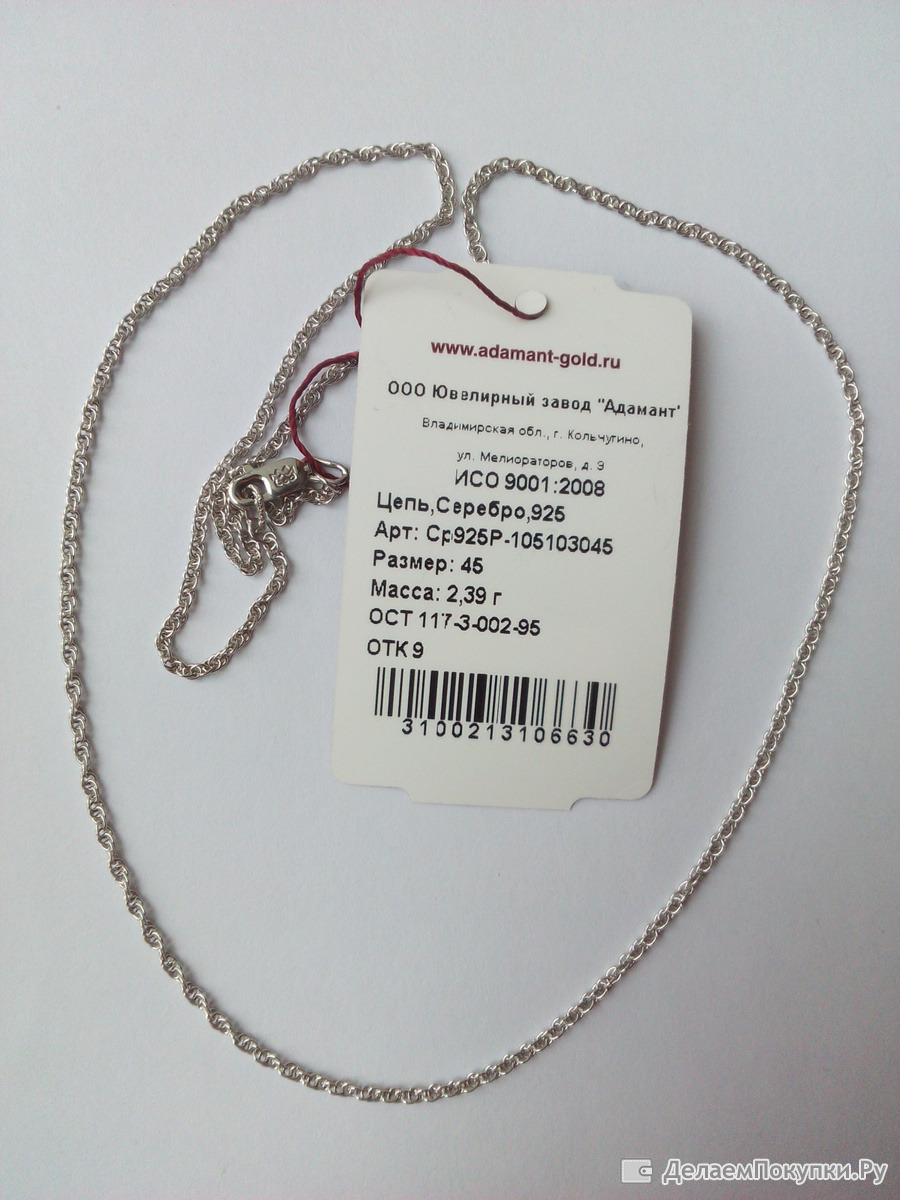 www.adamant-gold.ru
ООО Ювелирный завод "Адамант"
Владимирская обл., г. Кольчугино,
ул. Мелиораторов, д. 9
ИСО 9001:2008
Цепь,Серебро,925
Арт: Ср925Р-105103045
Размер: 45
Масса: 2,39 г
ОСТ 117-3-002-95
ОТК 9
3100213106630
ДелаемПокупки.Ру